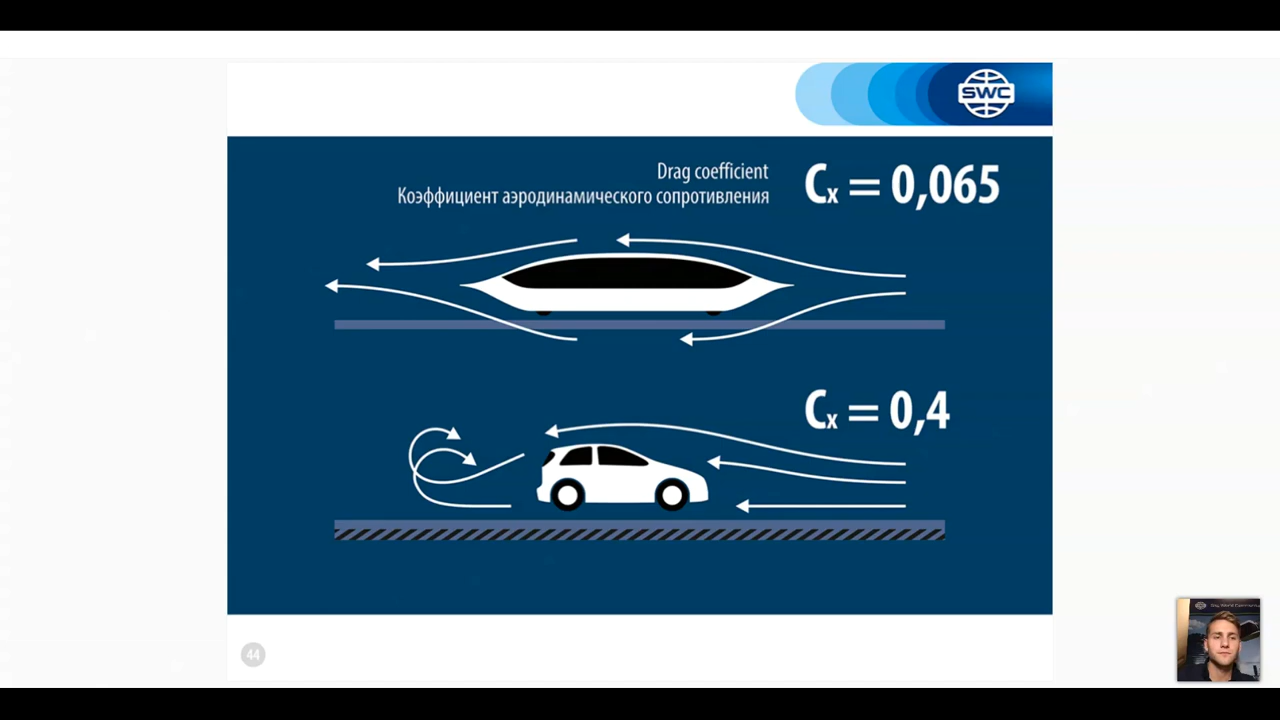 SWC
Drag coefficient
Коэффициент аэродинамического сопротивления
Cx = 0,065
Cx = 0,4
44